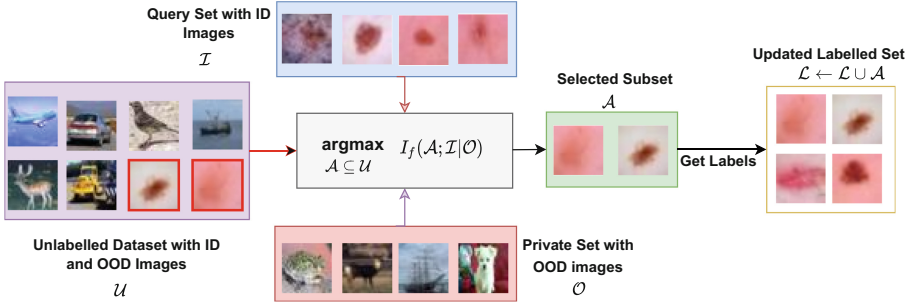 Query Set with ID
Images
ℐ
Unlabelled Dataset with ID
and OOD Images
𝒰
argmax I_f(𝒜; ℐ|𝒪)
𝒜 ⊆ 𝒰
Private Set with
OOD images
𝒪
Selected Subset
𝒜
Get Labels
Updated Labelled Set
ℒ ← ℒ ∪ 𝒜